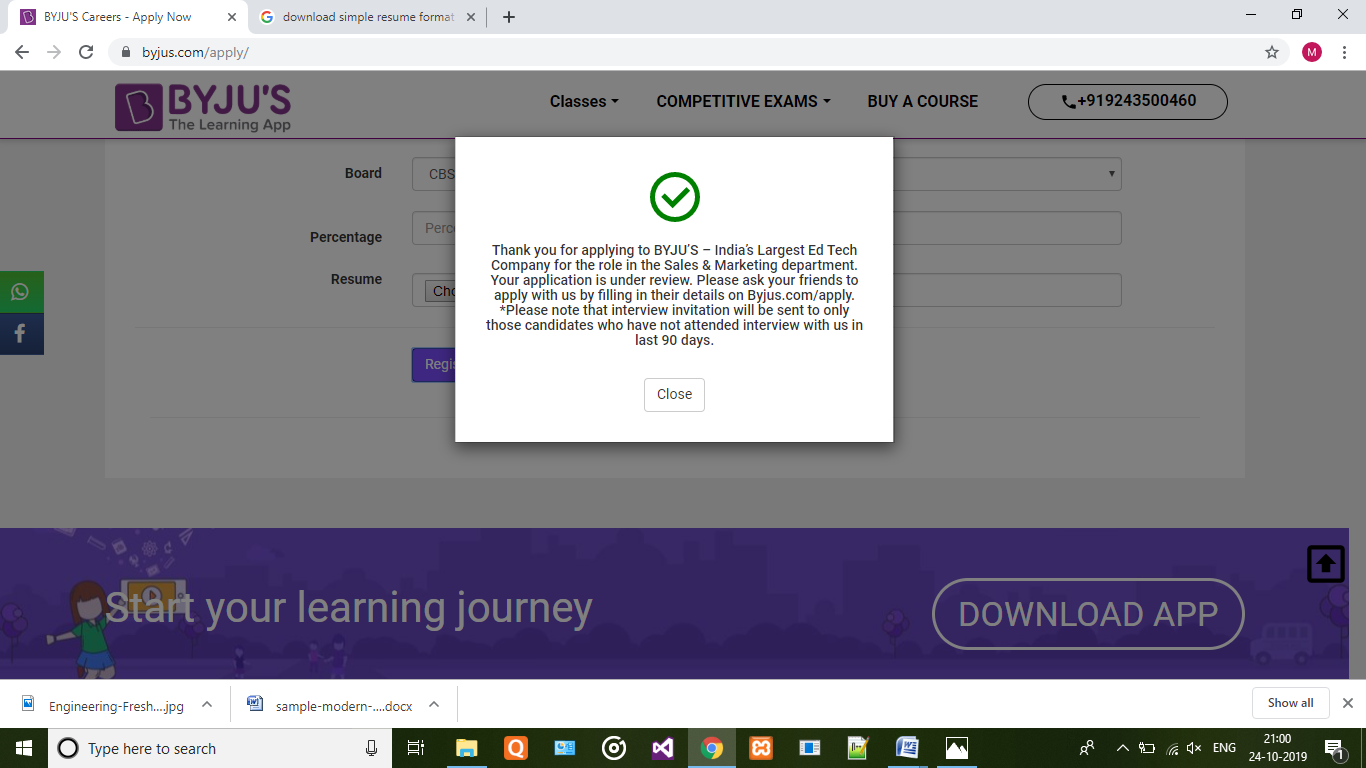 BYJU'S Careers - Apply Now
download simple resume format
byjus.com/apply/
M
BYJU'S
The Learning App
Classes
COMPETITIVE EXAMS
BUY A COURSE
+919243500460
Board
CBS
Percentage
Perc
Resume
Cho
Regis
Thank you for applying to BYJU'S – India's Largest Ed Tech
Company for the role in the Sales & Marketing department.
Your application is under review. Please ask your friends to
apply with us by filling in their details on Byjus.com/apply.
*Please note that interview invitation will be sent to only
those candidates who have not attended interview with us in
last 90 days.
Close
Start your learning journey
DOWNLOAD APP
Engineering-Fresh....jpg
sample-modern-....docx
Show all
Type here to search
ENG
21:00
24-10-2019
1